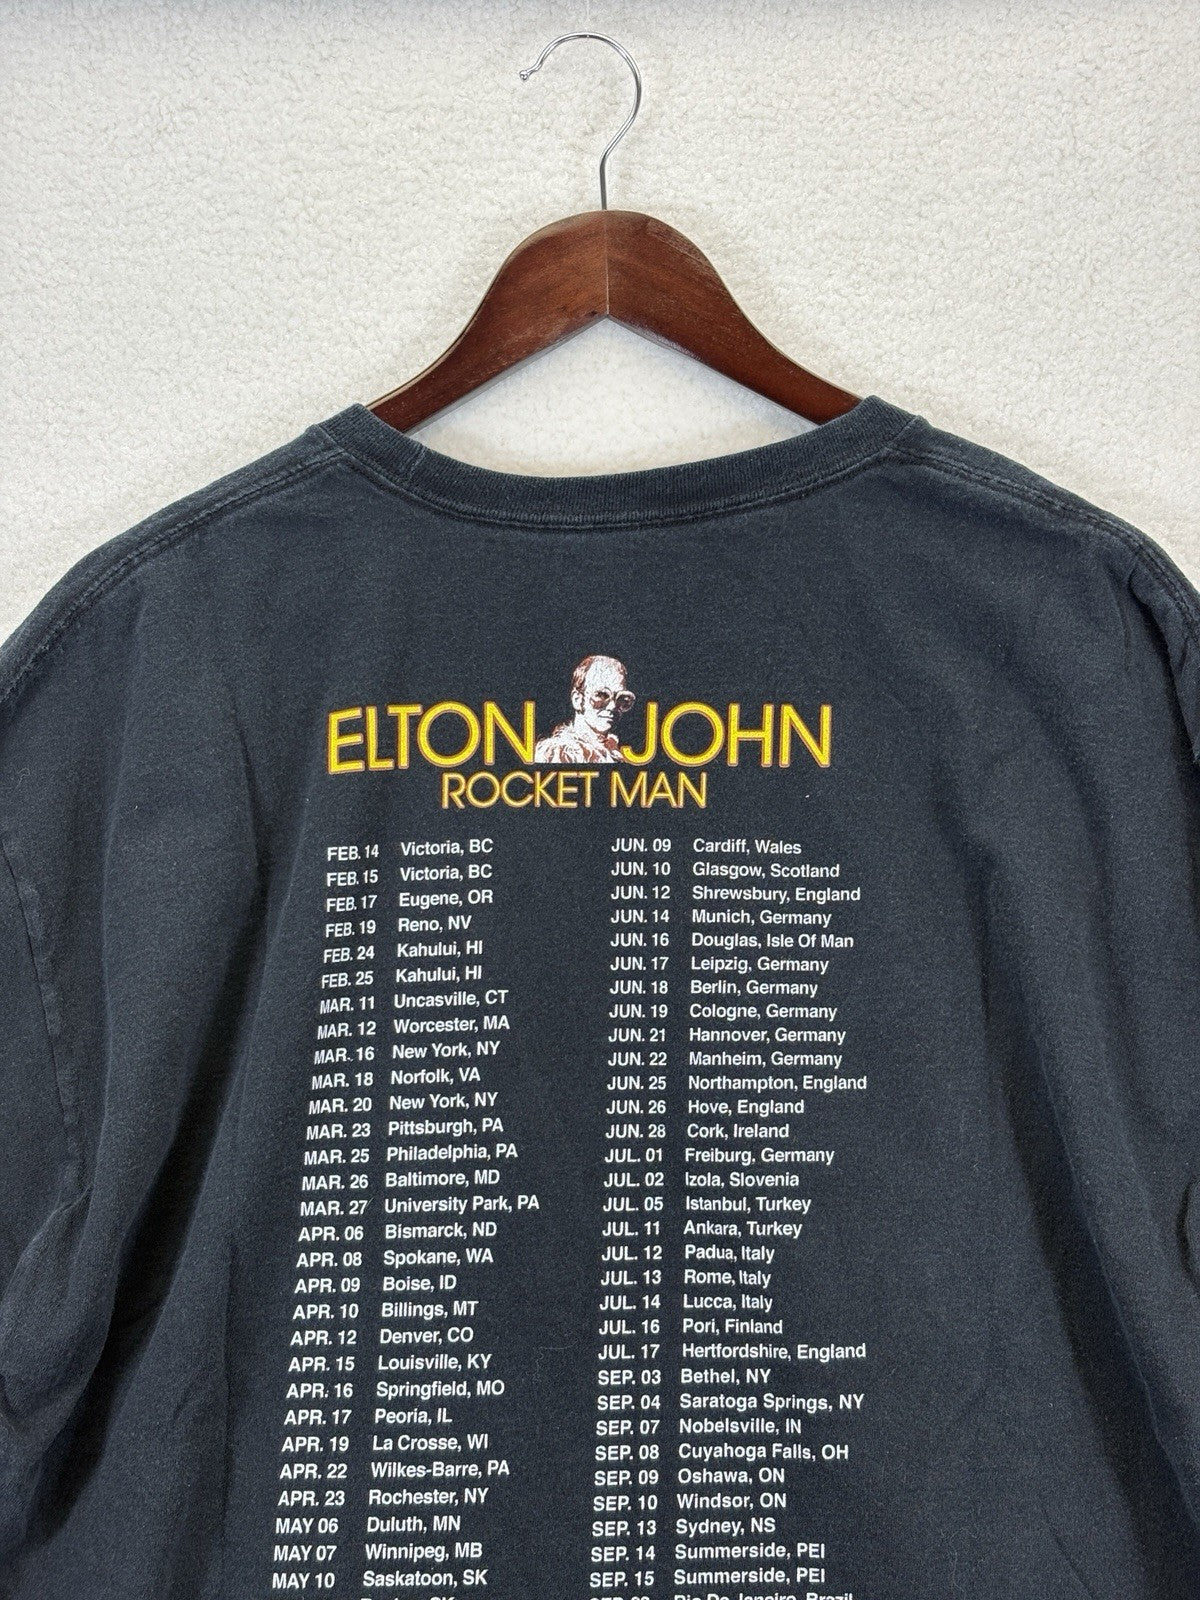 ELTON JOHN
ROCKET MAN
FEB. 14 Victoria, BC
FEB. 15 Victoria, BC
FEB. 17 Eugene, OR
FEB. 19 Reno, NV
FEB. 24 Kahului, HI
FEB. 25 Kahului, HI
MAR. 11 Uncasville, CT
MAR. 12 Worcester, MA
MAR. 16 New York, NY
MAR. 18 Norfolk, VA
MAR. 20 New York, NY
MAR. 23 Pittsburgh, PA
MAR. 25 Philadelphia, PA
MAR. 26 Baltimore, MD
MAR. 27 University Park, PA
APR. 06 Bismarck, ND
APR. 08 Spokane, WA
APR. 09 Boise, ID
APR. 10 Billings, MT
APR. 12 Denver, CO
APR. 15 Louisville, KY
APR. 16 Springfield, MO
APR. 17 Peoria, IL
APR. 19 La Crosse, WI
APR. 22 Wilkes-Barre, PA
APR. 23 Rochester, NY
MAY 06 Duluth, MN
MAY 07 Winnipeg, MB
MAY 10 Saskatoon, SK
JUN. 09 Cardiff, Wales
JUN. 10 Glasgow, Scotland
JUN. 12 Shrewsbury, England
JUN. 14 Munich, Germany
JUN. 16 Douglas, Isle Of Man
JUN. 17 Leipzig, Germany
JUN. 18 Berlin, Germany
JUN. 19 Cologne, Germany
JUN. 21 Hannover, Germany
JUN. 22 Manheim, Germany
JUN. 25 Northampton, England
JUN. 26 Hove, England
JUN. 28 Cork, Ireland
JUL. 01 Freiburg, Germany
JUL. 02 Izola, Slovenia
JUL. 05 Istanbul, Turkey
JUL. 11 Ankara, Turkey
JUL. 12 Padua, Italy
JUL. 13 Rome, Italy
JUL. 14 Lucca, Italy
JUL. 16 Pori, Finland
JUL. 17 Hertfordshire, England
SEP. 03 Bethel, NY
SEP. 04 Saratoga Springs, NY
SEP. 07 Nobelsville, IN
SEP. 08 Cuyahoga Falls, OH
SEP. 09 Oshawa, ON
SEP. 10 Windsor, ON
SEP. 13 Sydney, NS
SEP. 14 Summerside, PEI
SEP. 15 Summerside, PEI
Rio De Janeiro, Brazil